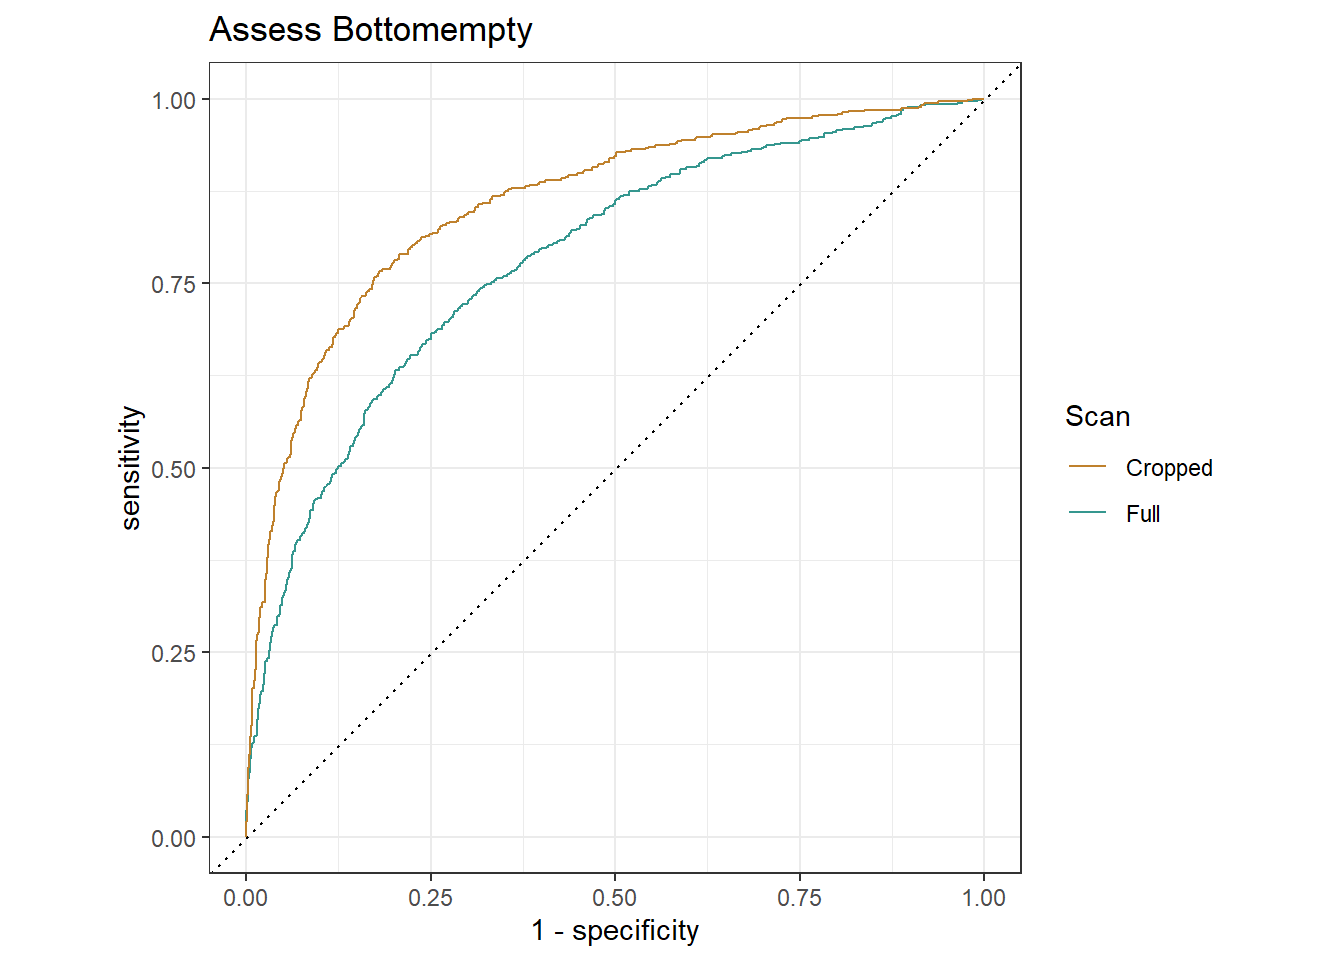 Assess Bottomempty
1.00
0.75
0.50
0.25
0.00
sensitivity
0.00 0.25 0.50 0.75 1.00
1 - specificity
Scan
Cropped
Full